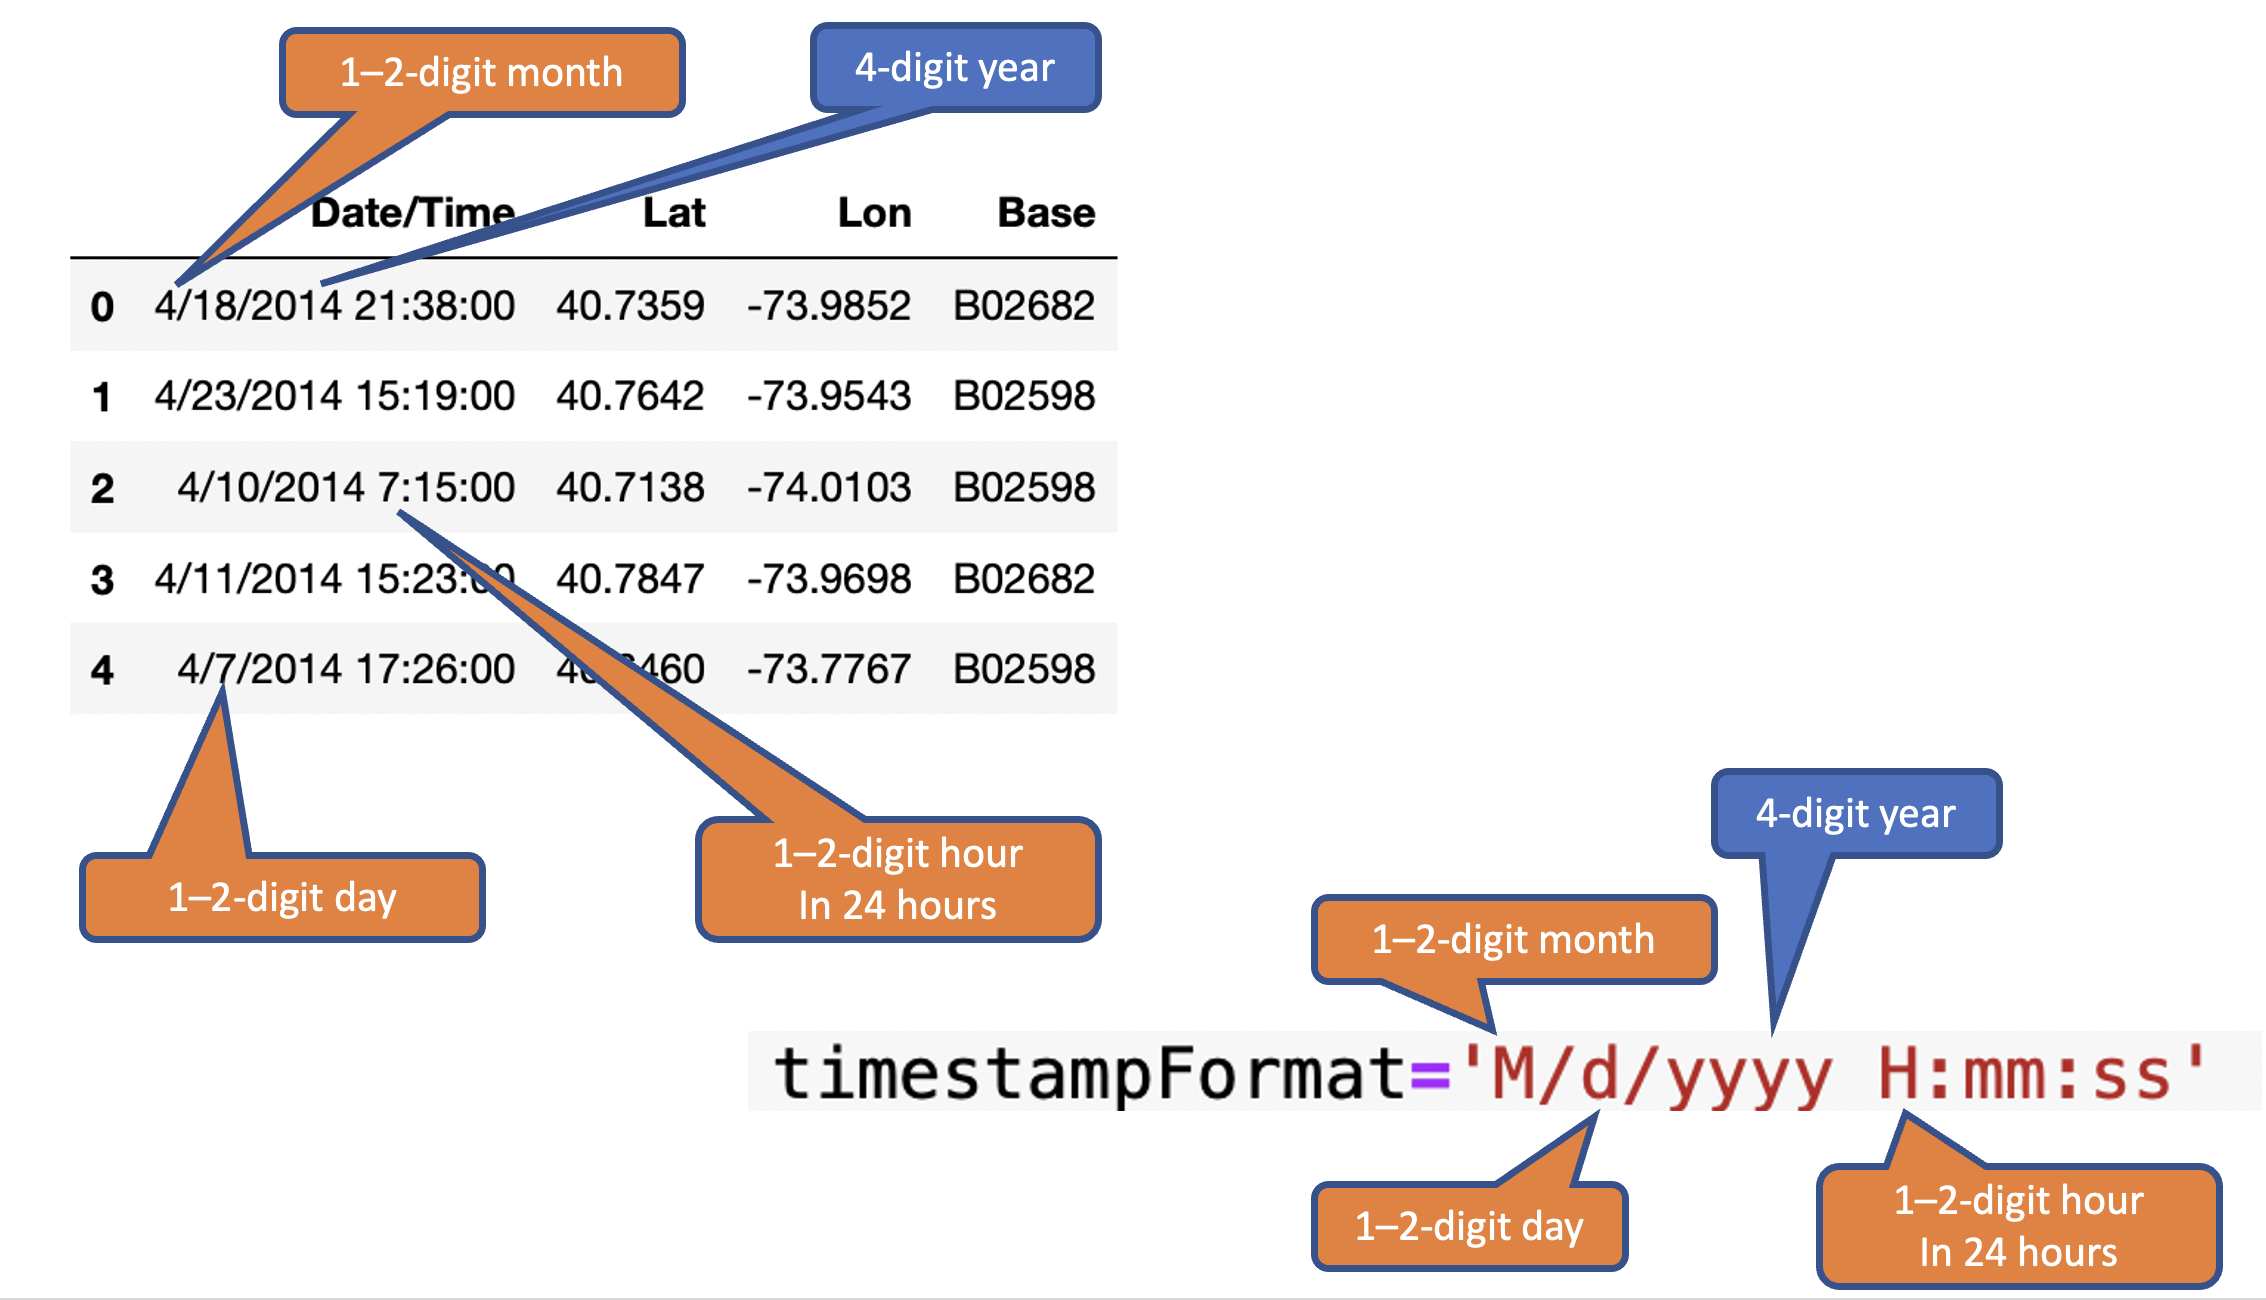 1–2-digit month
4-digit year
Date/Time Lat Lon Base
0 4/18/2014 21:38:00 40.7359 -73.9852 B02682
1 4/23/2014 15:19:00 40.7642 -73.9543 B02598
2 4/10/2014 7:15:00 40.7138 -74.0103 B02598
3 4/11/2014 15:23:00 40.7847 -73.9698 B02682
4 4/7/2014 17:26:00 -73.7767 B02598
1–2-digit day
1–2-digit hour
In 24 hours
4-digit year
1–2-digit month
timestampFormat='M/d/yyyy H:mm:ss'
1–2-digit day
1–2-digit hour
In 24 hours